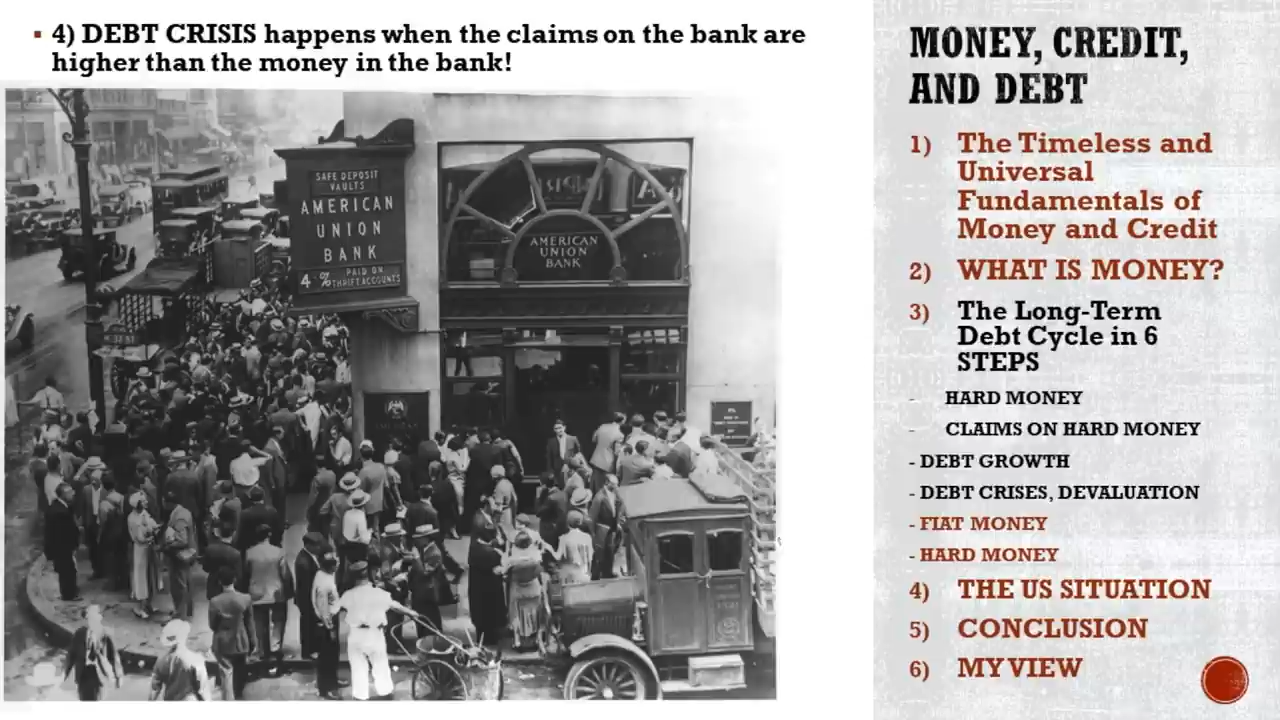 4) DEBT CRISIS happens when the claims on the bank are
higher than the money in the bank!
SAFE DEPOSIT
VAULTS
AMERICAN
UNION
BANK
4 % PAID ON
THRIFT ACCOUNTS
AMERICAN
UNION
BANK
MONEY, CREDIT,
AND DEBT
1) The Timeless and
Universal
Fundamentals of
Money and Credit
2) WHAT IS MONEY?
3) The Long-Term
Debt Cycle in 6
STEPS
- HARD MONEY
- CLAIMS ON HARD MONEY
- DEBT GROWTH
- DEBT CRISES, DEVALUATION
- FIAT MONEY
- HARD MONEY
4) THE US SITUATION
5) CONCLUSION
6) MY VIEW